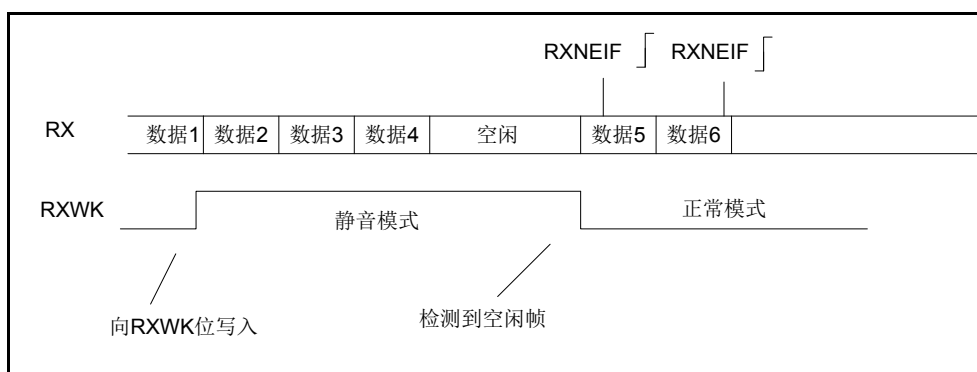 RXNEIF RXNEIF
RX 数据1 数据2 数据3 数据4 空闲 数据5 数据6
RXWK 静音模式 正常模式
向RXWK位写入 检测到空闲帧